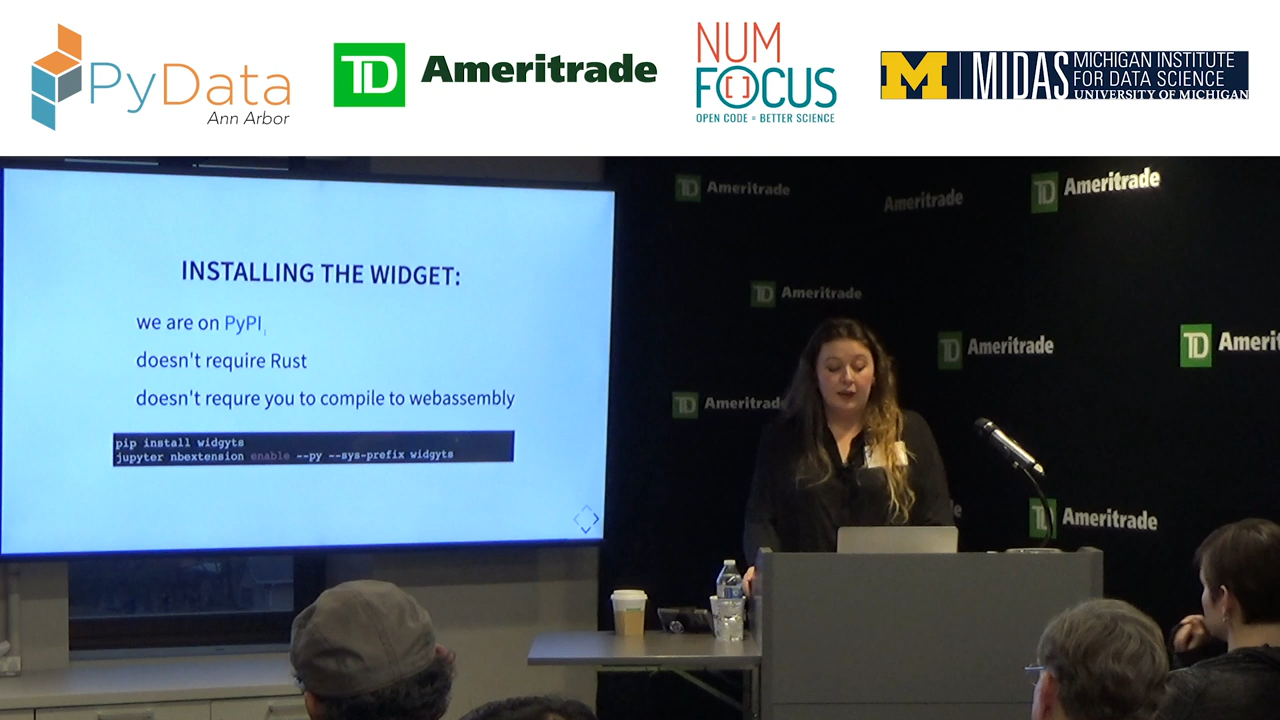 PyData
Ann Arbor
TD Ameritrade
NUM
FOCUS
OPEN CODE = BETTER SCIENCE
M MIDAS
MICHIGAN INSTITUTE
FOR DATA SCIENCE
UNIVERSITY OF MICHIGAN
INSTALLING THE WIDGET:
we are on PyPI,
doesn't require Rust
doesn't requre you to compile to webassembly
pip install widgyts
jupyter nbextension enable --py --sys-prefix widgyts
TD Ameritrade
Ameritrade
TD Ameritrade
TD Ameritrade
TD Ameritrade
TD Ameri
TD Ameritrade
TD Ameritrade